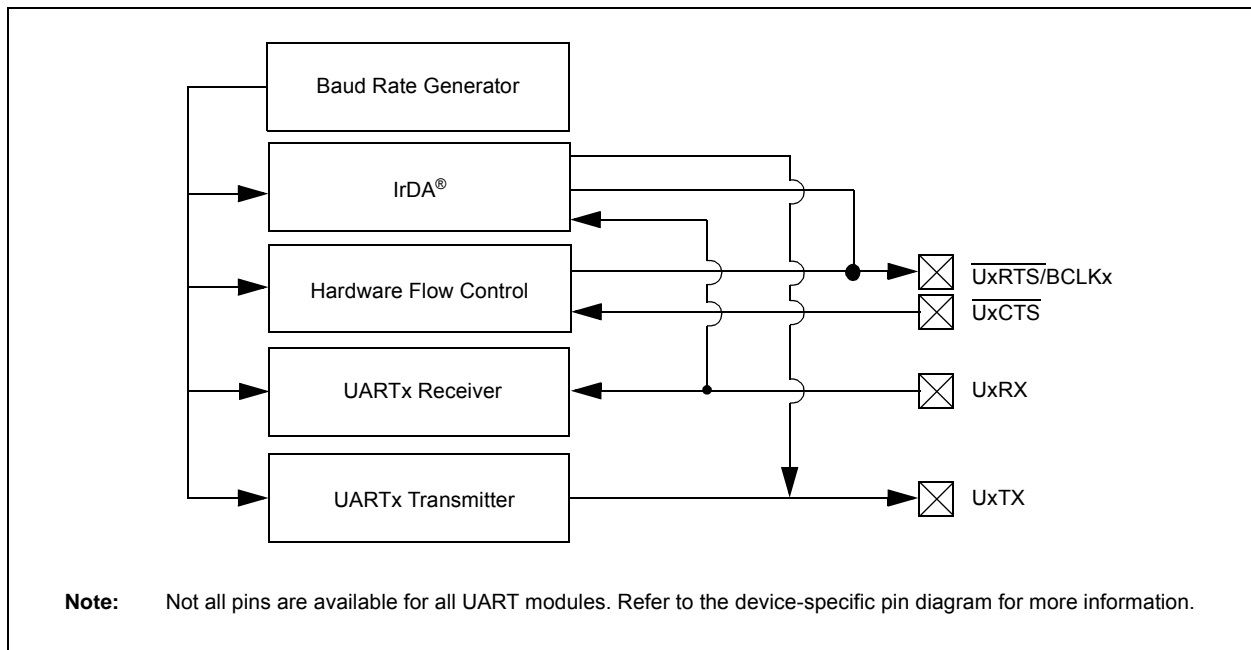 Baud Rate Generator
IrDA®
Hardware Flow Control
UxRTS/BCLKx
UxCTS
UARTx Receiver
UxRX
UARTx Transmitter
UxTX
Note: Not all pins are available for all UART modules. Refer to the device-specific pin diagram for more information.